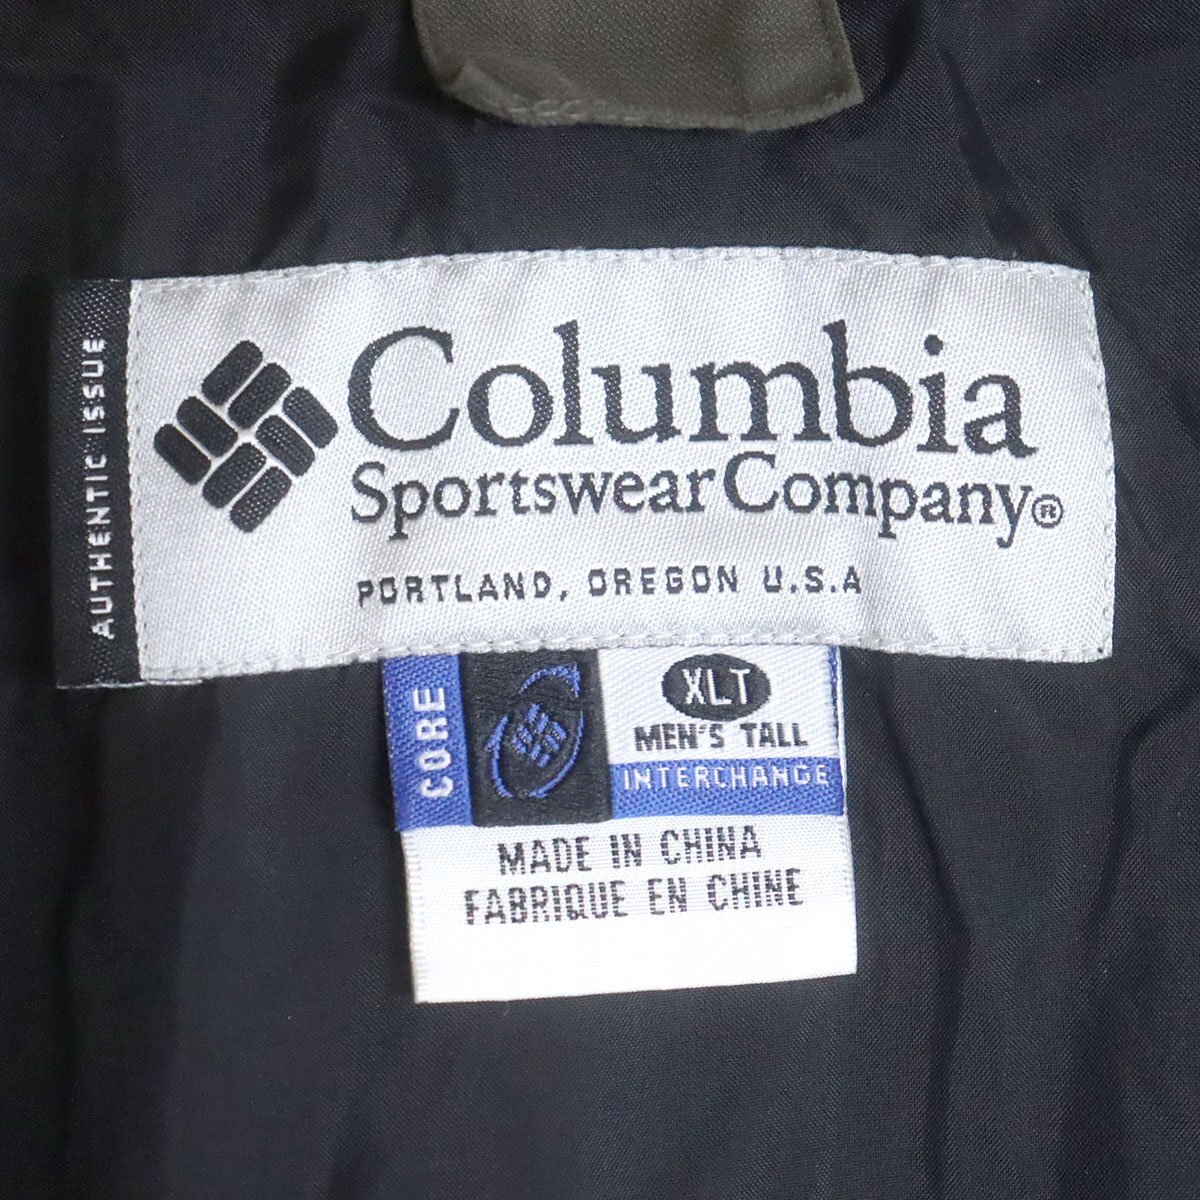 AUTHENTIC ISSUE
Columbia
Sportswear Company®
PORTLAND, OREGON U.S.A
CORE
XLT
MEN'S TALL
INTERCHANGE
MADE IN CHINA
FABRIQUE EN CHINE